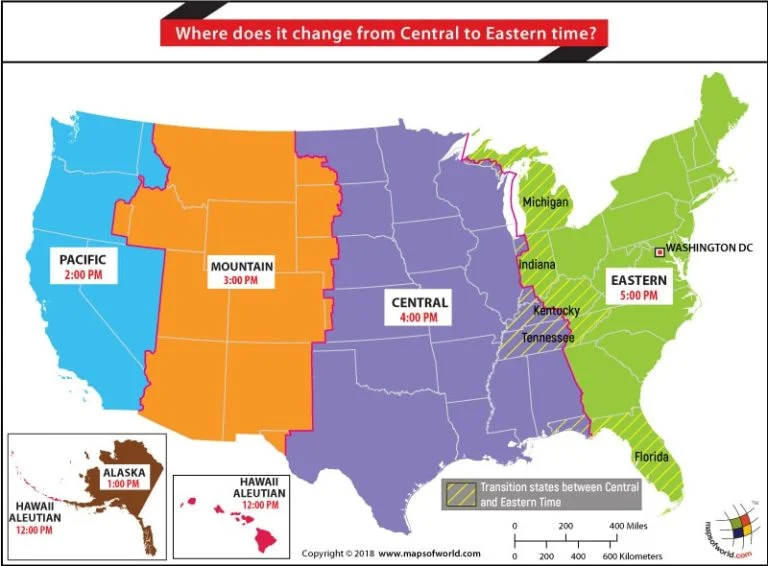 Where does it change from Central to Eastern time?
Michigan
WASHINGTON DC
PACIFIC
2:00 PM
MOUNTAIN
3:00 PM
Indiana
EASTERN
5:00 PM
CENTRAL
4:00 PM
Kentucky
Tennessee
Florida
ALASKA
1:00 PM
HAWAII
ALEUTIAN
12:00 PM
HAWAII
ALEUTIAN
12:00 PM
Transition states between Central
and Eastern Time
0 200 400 Miles
0 200 400 600 Kilometers
Copyright © 2018 www.mapsofworld.com
mapsofworld.com
TM